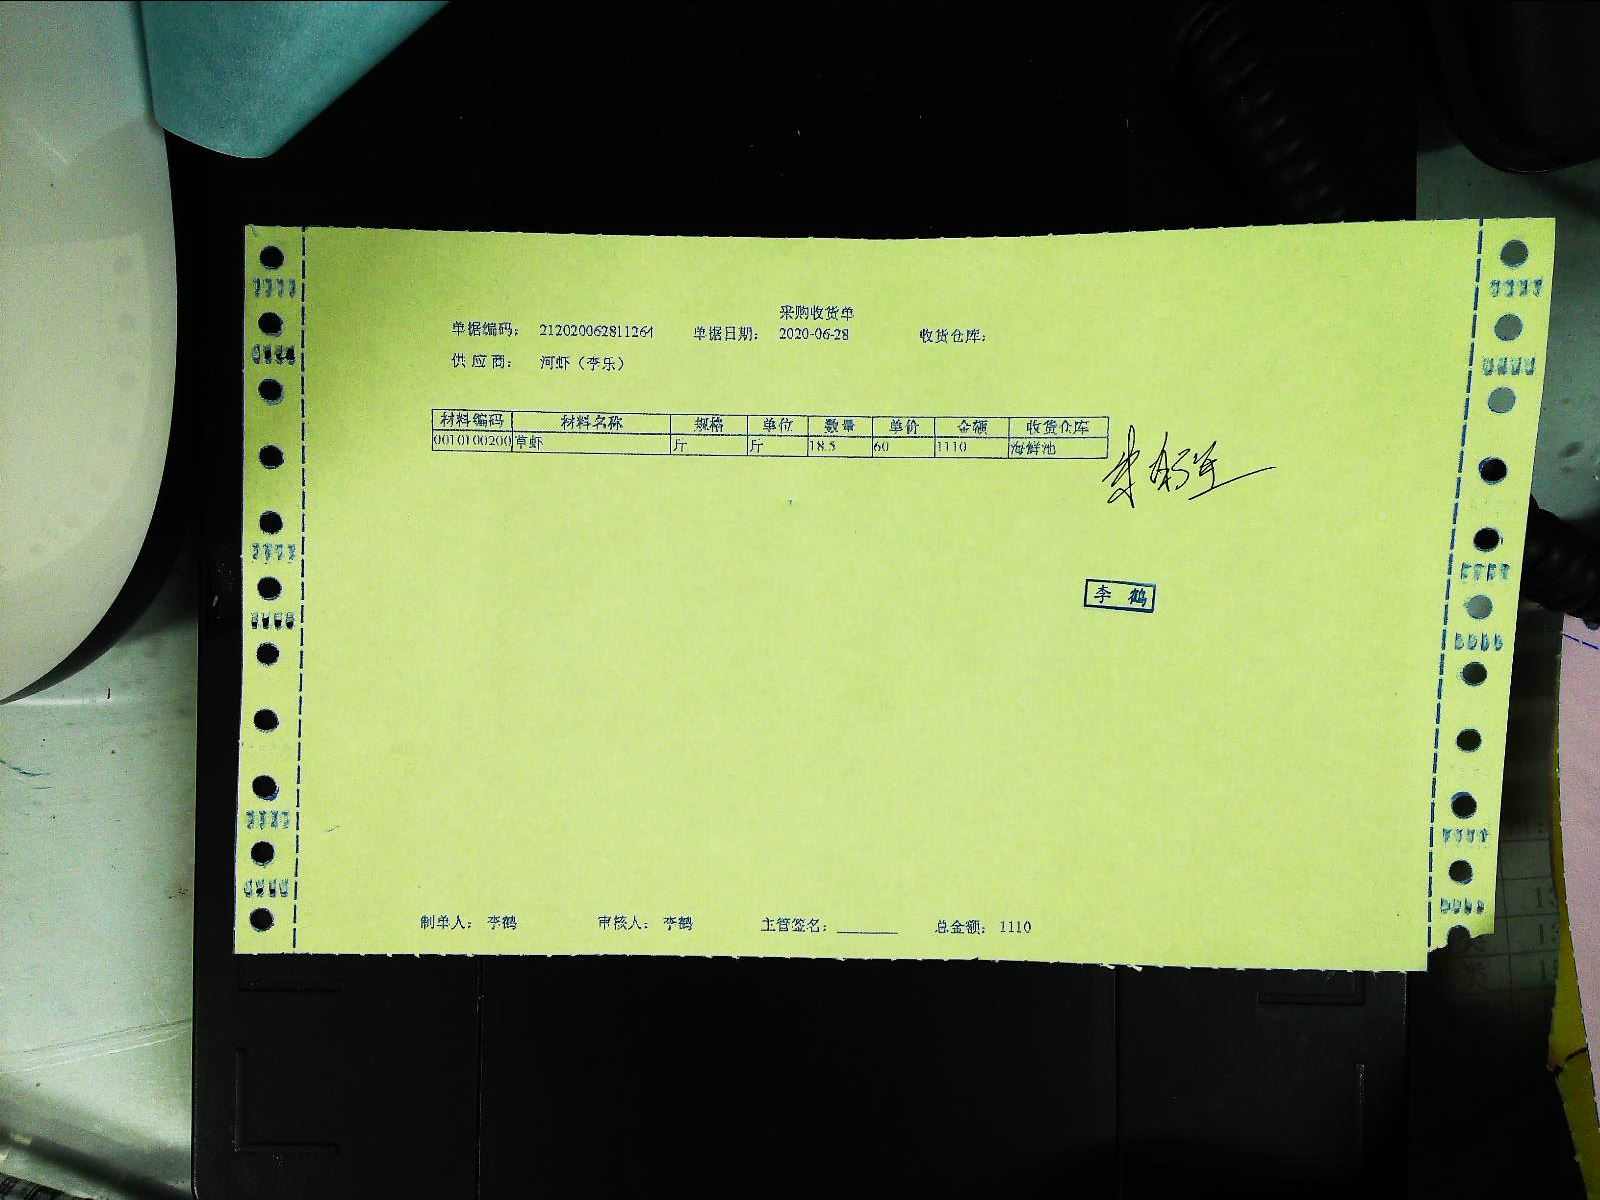 采购收货单
单据编码： 212020062811264 单据日期： 2020-06-28 收货仓库：
供 应 商： 河虾（李乐）
材料编码 材料名称 规格 单位 数量 单价 金额 收货仓库
0010100200 草虾 斤 斤 18.5 60 1110 海鲜池
李 鹤
制单人： 李鹤 审核人： 李鹤 主管签名：________ 总金额： 1110